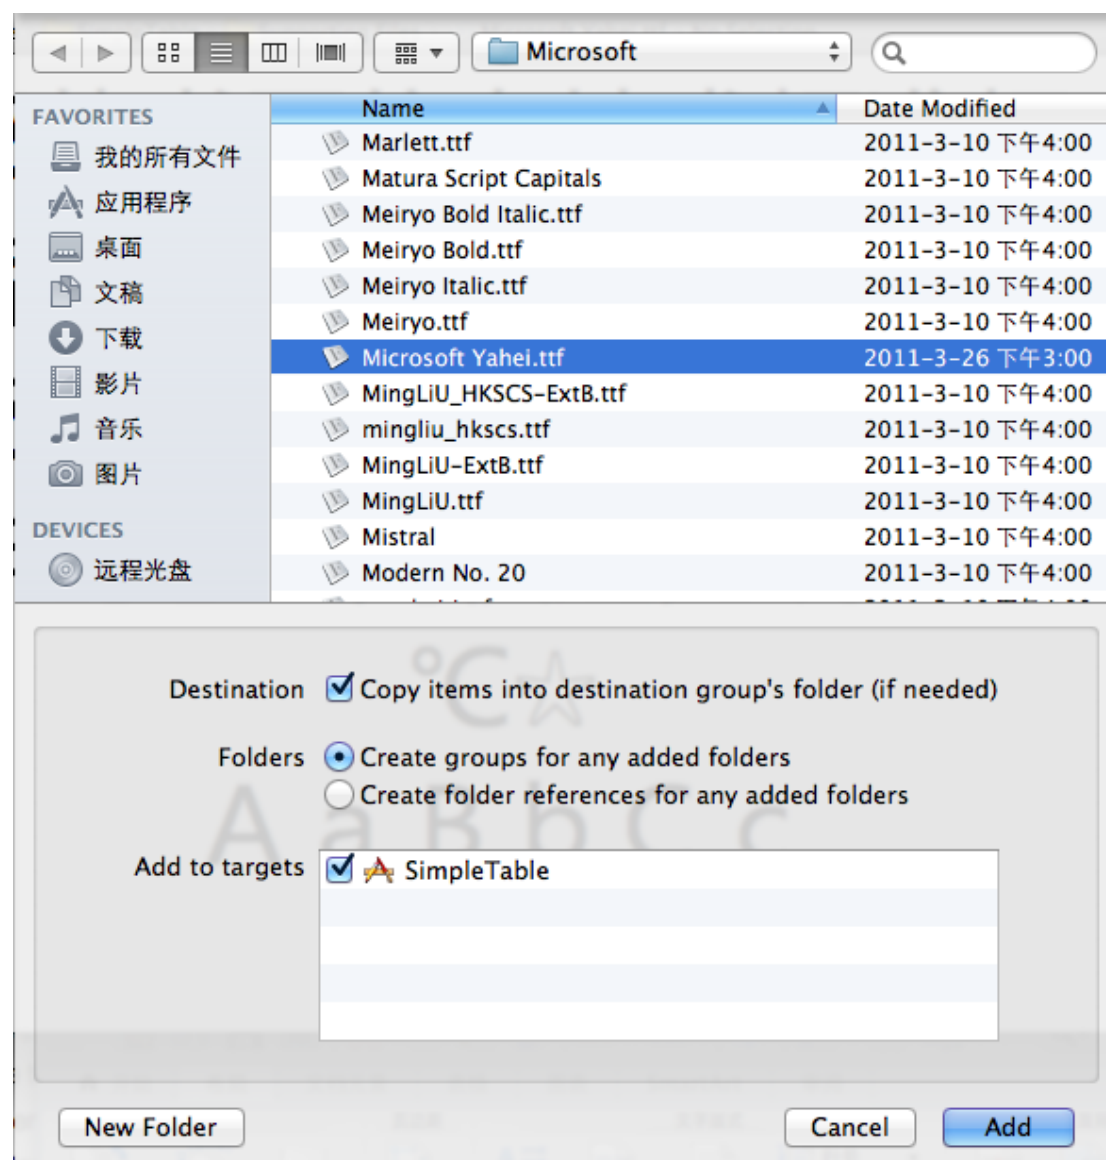 Microsoft
FAVORITES
我的所有文件
应用程序
桌面
文稿
下载
影片
音乐
图片
DEVICES
远程光盘
Name Date Modified
Marlett.ttf 2011-3-10 下午4:00
Matura Script Capitals 2011-3-10 下午4:00
Meiryo Bold Italic.ttf 2011-3-10 下午4:00
Meiryo Bold.ttf 2011-3-10 下午4:00
Meiryo Italic.ttf 2011-3-10 下午4:00
Meiryo.ttf 2011-3-10 下午4:00
Microsoft Yahei.ttf 2011-3-26 下午3:00
MingLiU_HKSCS-ExtB.ttf 2011-3-10 下午4:00
mingliu_hkscs.ttf 2011-3-10 下午4:00
MingLiU-ExtB.ttf 2011-3-10 下午4:00
MingLiU.ttf 2011-3-10 下午4:00
Mistral 2011-3-10 下午4:00
Modern No. 20 2011-3-10 下午4:00
℃☆
Destination Copy items into destination group's folder (if needed)
Folders Create groups for any added folders
Create folder references for any added folders
AaBbCc
Add to targets SimpleTable
New Folder Cancel Add